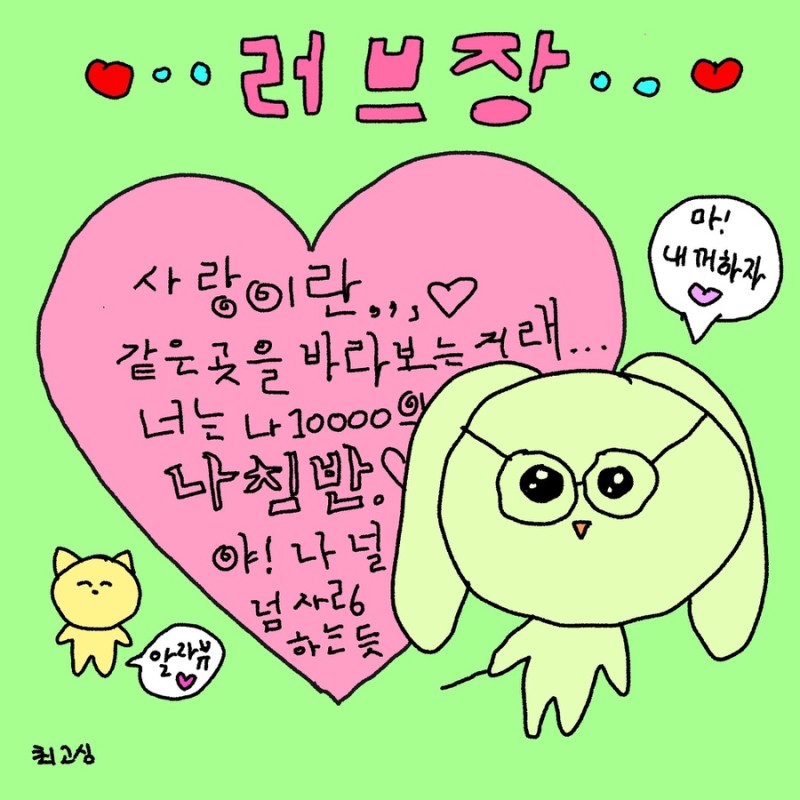 러브장
사랑이란,,,♡
같은곳을 바라보는거래...
너는 나10000의
나침반!♡
야! 나 널
넘 사랑
하는듯
마!
내꺼하자
알라뷰
최고심